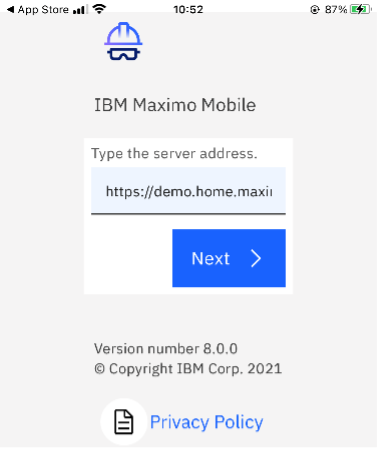 App Store 10:52 87%
IBM Maximo Mobile
Type the server address.
https://demo.home.maxi
Next
Version number 8.0.0
© Copyright IBM Corp. 2021
Privacy Policy